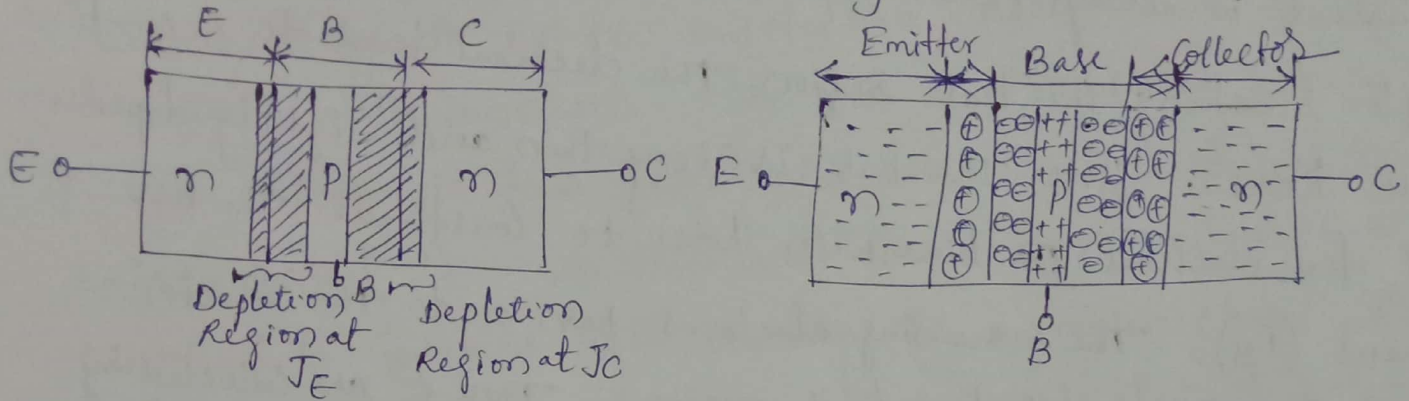 E B C
E n P n C
B
Depletion Region at JE
Depletion Region at JC
Emitter Base Collector
E n P n C
B